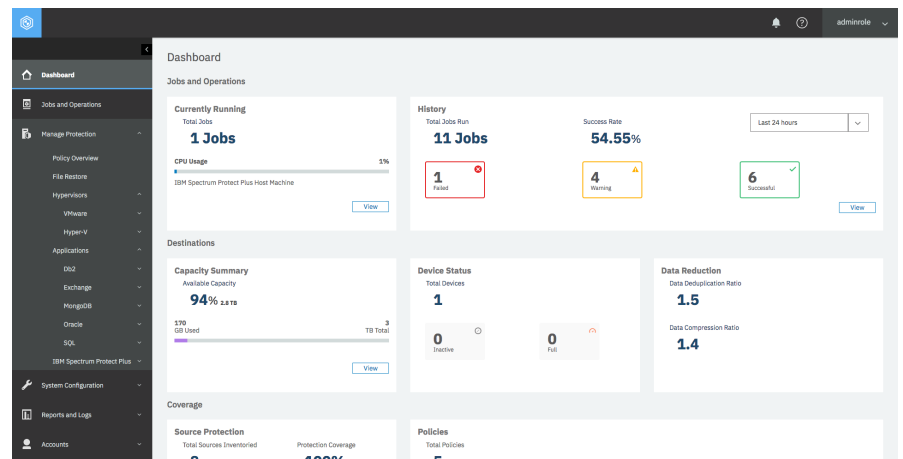 adminrole
Dashboard
Jobs and Operations
Manage Protection
Policy Overview
File Restore
Hypervisors
VMware
Hyper-V
Applications
Db2
Exchange
MongoDB
Oracle
SQL
IBM Spectrum Protect Plus
System Configuration
Reports and Logs
Accounts
Dashboard
Jobs and Operations
Currently Running
Total Jobs
1 Jobs
CPU Usage 1%
IBM Spectrum Protect Plus Host Machine
View
History
Total Jobs Run Success Rate
11 Jobs 54.55%
Last 24 hours
1 4 6
Failed Warning Successful
View
Destinations
Capacity Summary
Available Capacity
94% 2.8 TB
170 3
GB Used TB Total
View
Device Status
Total Devices
1
0 0
Inactive Full
Data Reduction
Data Deduplication Ratio
1.5
Data Compression Ratio
1.4
Coverage
Source Protection
Total Sources Inventoried Protection Coverage
100%
Policies
Total Policies
5